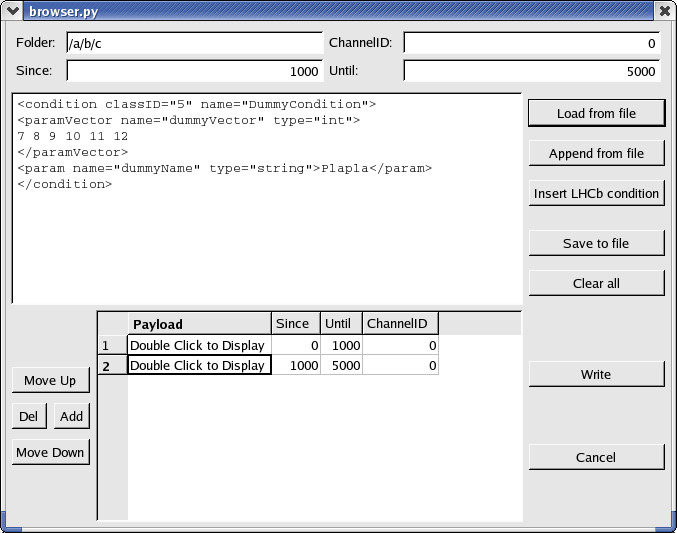 browser.py
Folder: /a/b/c ChannelID: 0
Since: 1000 Until: 5000
<condition classID="5" name="DummyCondition">
<paramVector name="dummyVector" type="int">
7 8 9 10 11 12
</paramVector>
<param name="dummyName" type="string">Plapla</param>
</condition>
Load from file
Append from file
Insert LHCb condition
Save to file
Clear all
Payload Since Until ChannelID
1 Double Click to Display 0 1000 0
2 Double Click to Display 1000 5000 0
Move Up
Del Add
Move Down
Write
Cancel